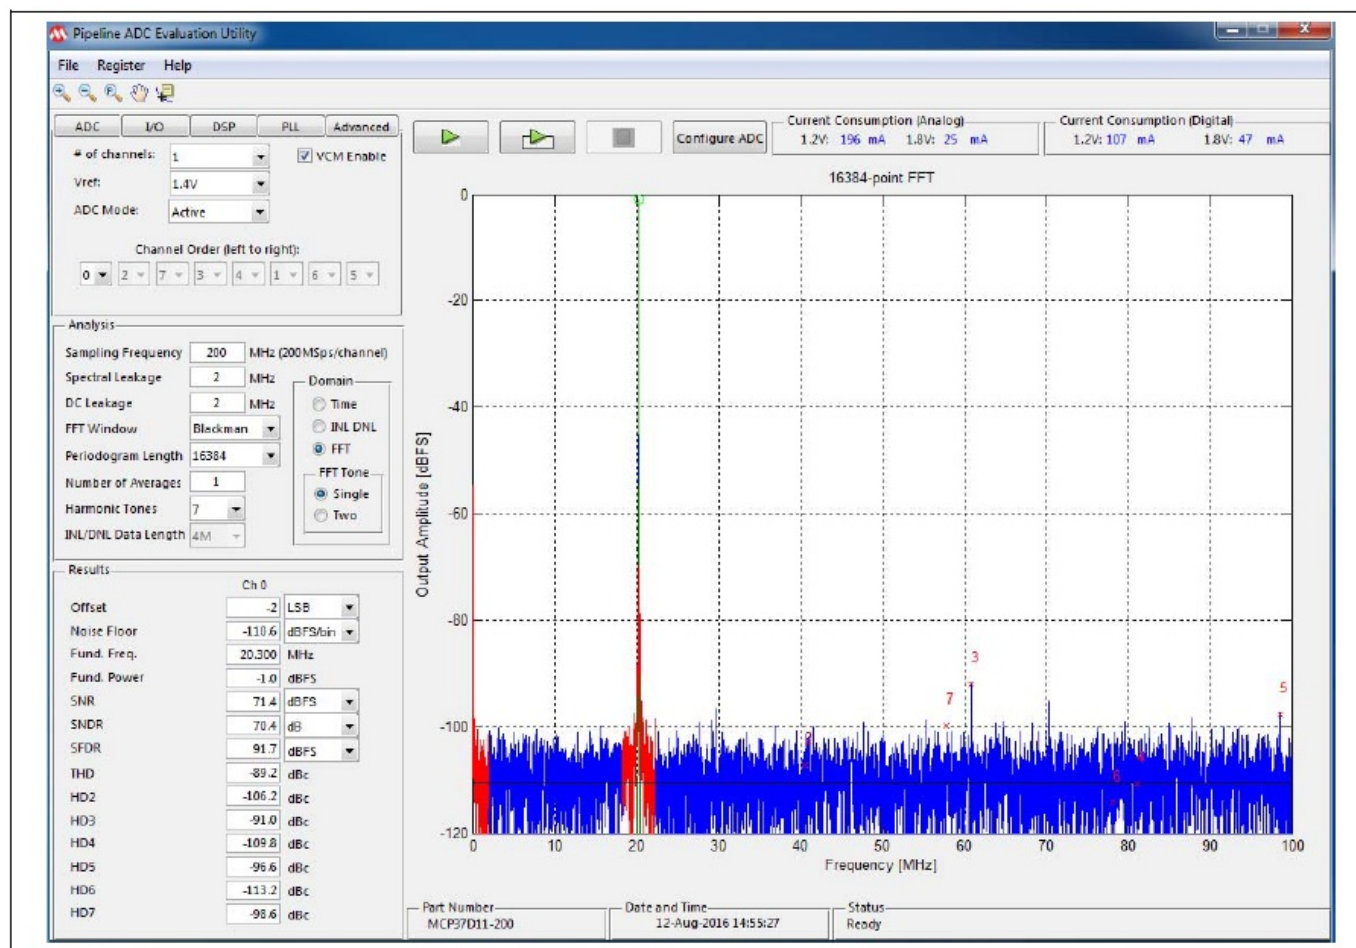 Pipeline ADC Evaluation Utility
File Register Help
ADC I/O DSP PLL Advanced
# of channels: 1 VCM Enable
Vref: 1.4V
ADC Mode: Active
Channel Order (left to right):
0 2 7 3 4 1 6 5
Configure ADC
Current Consumption (Analog)
1.2V: 196 mA 1.8V: 25 mA
Current Consumption (Digital)
1.2V: 107 mA 1.8V: 47 mA
Analysis
Sampling Frequency 200 MHz (200MSps/channel)
Spectral Leakage 2 MHz
DC Leakage 2 MHz
FFT Window Blackman
Periodogram Length 16384
Number of Averages 1
Harmonic Tones 7
INL/DNL Data Length 4M
Domain
Time
INL DNL
FFT
FFT Tone
Single
Two
Results
Ch 0
Offset -2 LSB
Noise Floor -110.6 dBFS/bin
Fund. Freq. 20.300 MHz
Fund. Power -1.0 dBFS
SNR 71.4 dBFS
SNDR 70.4 dB
SFDR 91.7 dBFS
THD -89.2 dBc
HD2 -106.2 dBc
HD3 -91.0 dBc
HD4 -109.8 dBc
HD5 -96.6 dBc
HD6 -113.2 dBc
HD7 -98.6 dBc
16384-point FFT
Output Amplitude [dBFS]
0
-20
-40
-60
-80
-100
-120
3
7
5
2
4
6
0 10 20 30 40 50 60 70 80 90 100
Frequency [MHz]
Part Number
MCP37D11-200
Date and Time
12-Aug-2016 14:55:27
Status
Ready